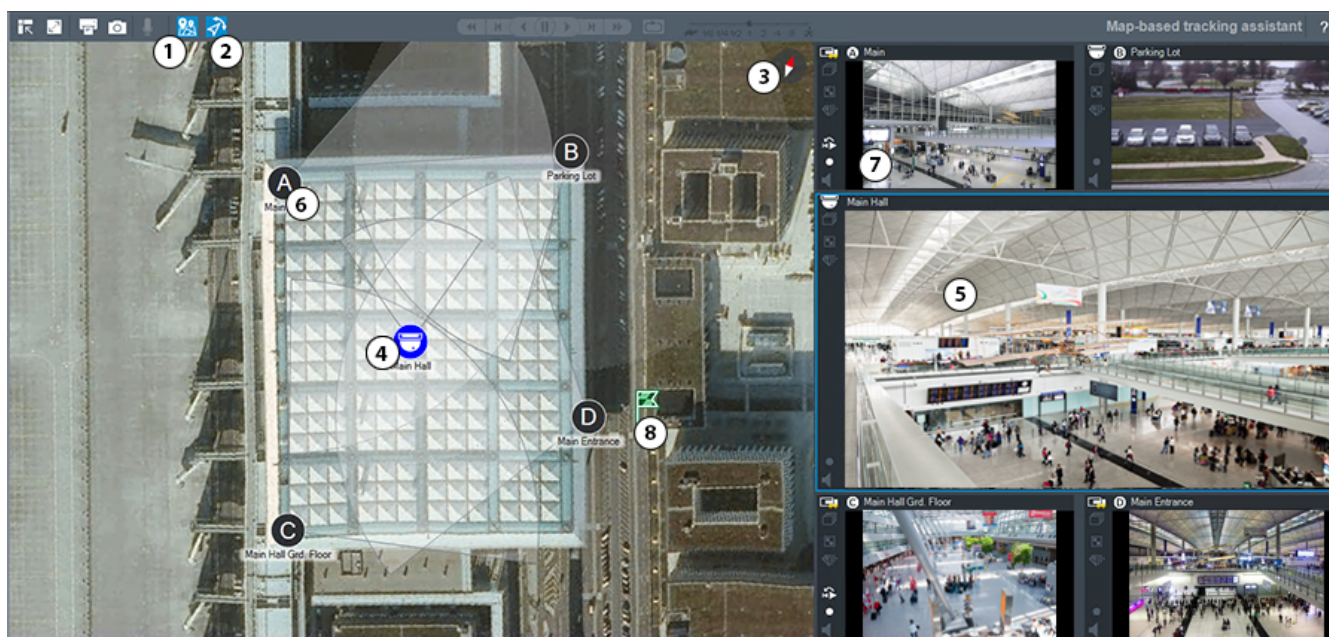 Map-based tracking assistant ?
1
2
3
A Main
B Parking Lot
B
Parking Lot
A
6
Main
7
Main Hall
5
4
Main Hall
8
D
Main Entrance
C
Main Hall Grd. Floor
C Main Hall Grd. Floor
D Main Entrance